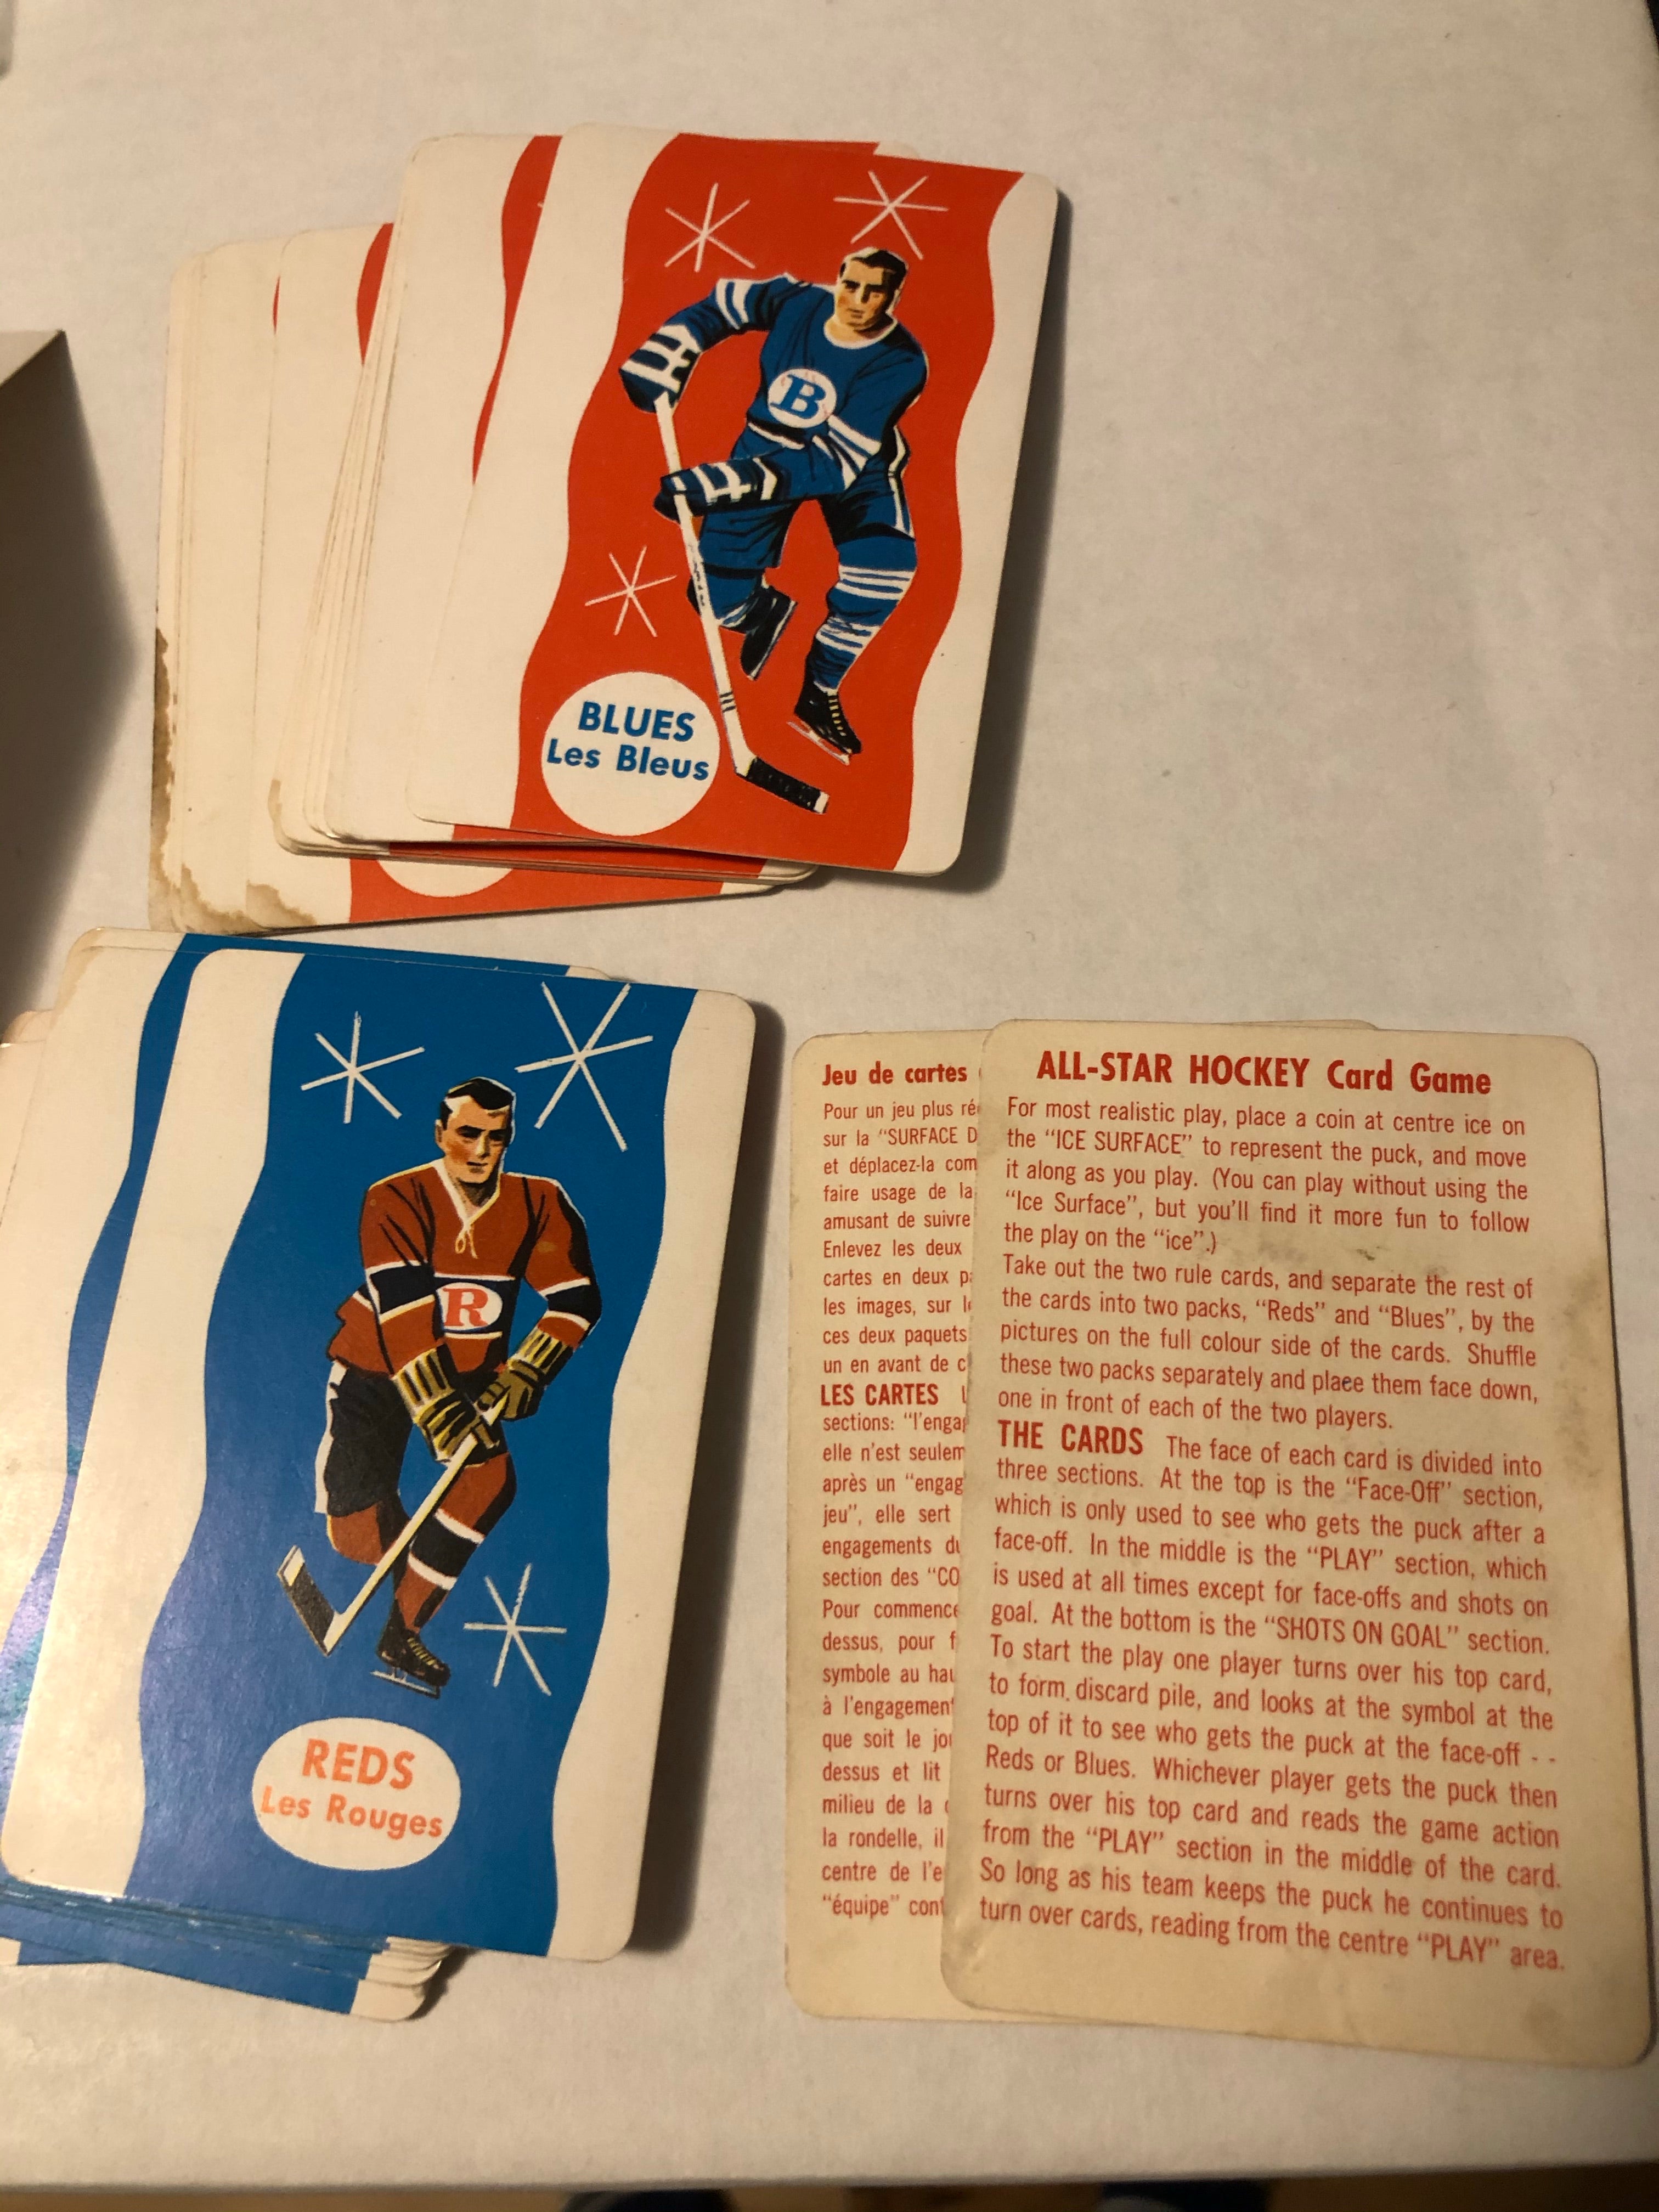 B
BLUES
Les Bleus
R
REDS
Les Rouges
Jeu de cartes
Pour un jeu plus ré
sur la "SURFACE D
et déplacez-la com
faire usage de la
amusant de suivre
Enlevez les deux
cartes en deux p
les images, sur l
ces deux paquets
un en avant de c
LES CARTES
sections: "l'engag
elle n'est seulem
après un "engag
jeu", elle sert
engagements du
section des "CO
Pour commence
dessus, pour f
symbole au hau
à l'engagement
que soit le jou
dessus et lit
milieu de la
la rondelle, il
centre de l'e
"équipe" cont
ALL-STAR HOCKEY Card Game
For most realistic play, place a coin at centre ice on
the "ICE SURFACE" to represent the puck, and move
it along as you play. (You can play without using the
"Ice Surface", but you'll find it more fun to follow
the play on the "ice".)
Take out the two rule cards, and separate the rest of
the cards into two packs, "Reds" and "Blues", by the
pictures on the full colour side of the cards. Shuffle
these two packs separately and place them face down,
one in front of each of the two players.
THE CARDS The face of each card is divided into
three sections. At the top is the "Face-Off" section,
which is only used to see who gets the puck after a
face-off. In the middle is the "PLAY" section, which
is used at all times except for face-offs and shots on
goal. At the bottom is the "SHOTS ON GOAL" section.
To start the play one player turns over his top card,
to form discard pile, and looks at the symbol at the
top of it to see who gets the puck at the face-off - -
Reds or Blues. Whichever player gets the puck then
turns over his top card and reads the game action
from the "PLAY" section in the middle of the card.
So long as his team keeps the puck he continues to
turn over cards, reading from the centre "PLAY" area.